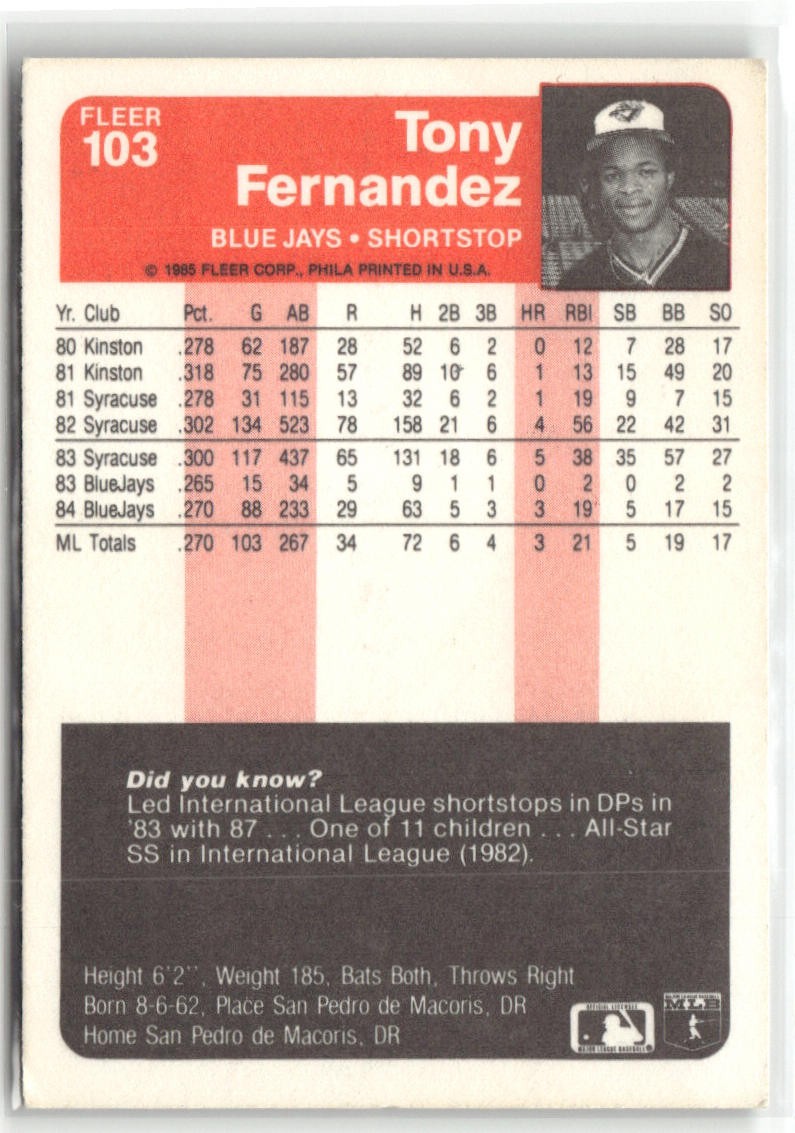 FLEER
103
Tony
Fernandez
BLUE JAYS • SHORTSTOP
© 1985 FLEER CORP., PHILA PRINTED IN U.S.A.
Yr. Club Pct. G AB R H 2B 3B HR RBI SB BB SO
80 Kinston .278 62 187 28 52 6 2 0 12 7 28 17
81 Kinston .318 75 280 57 89 10 6 1 13 15 49 20
81 Syracuse .278 31 115 13 32 6 2 1 19 9 7 15
82 Syracuse .302 134 523 78 158 21 6 4 56 22 42 31
83 Syracuse .300 117 437 65 131 18 6 5 38 35 57 27
83 BlueJays .265 15 34 5 9 1 1 0 2 0 2 2
84 BlueJays .270 88 233 29 63 5 3 3 19 5 17 15
ML Totals .270 103 267 34 72 6 4 3 21 5 19 17
Did you know?
Led International League shortstops in DPs in
'83 with 87 . . . One of 11 children . . . All-Star
SS in International League (1982).
Height 6'2'', Weight 185, Bats Both, Throws Right
Born 8-6-62, Place San Pedro de Macoris, DR
Home San Pedro de Macoris, DR
OFFICIAL LICENSEE
MAJOR LEAGUE BASEBALL
MAJOR LEAGUE BASEBALL
MLB